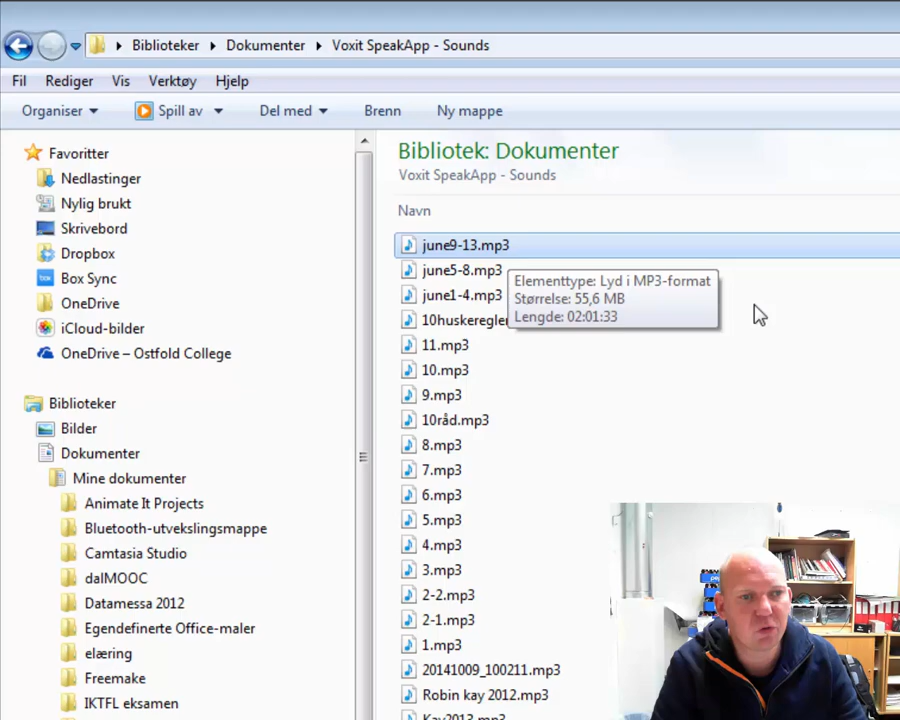 Biblioteker Dokumenter Voxit SpeakApp - Sounds
Fil Rediger Vis Verktøy Hjelp
Organiser Spill av Del med Brenn Ny mappe
Favoritter
Nedlastinger
Nylig brukt
Skrivebord
Dropbox
Box Sync
OneDrive
iCloud-bilder
OneDrive – Ostfold College
Biblioteker
Bilder
Dokumenter
Mine dokumenter
Animate It Projects
Bluetooth-utvekslingsmappe
Camtasia Studio
dalMOOC
Datamessa 2012
Egendefinerte Office-maler
elæring
Freemake
IKTFL eksamen
Bibliotek: Dokumenter
Voxit SpeakApp - Sounds
Navn
june9-13.mp3
june5-8.mp3
june1-4.mp3
Elementtype: Lyd i MP3-format
Størrelse: 55,6 MB
Lengde: 02:01:33
11.mp3
10.mp3
9.mp3
10råd.mp3
8.mp3
7.mp3
6.mp3
5.mp3
4.mp3
3.mp3
2-2.mp3
2-1.mp3
1.mp3
20141009_100211.mp3
Robin kay 2012.mp3
Kay2013.mp3